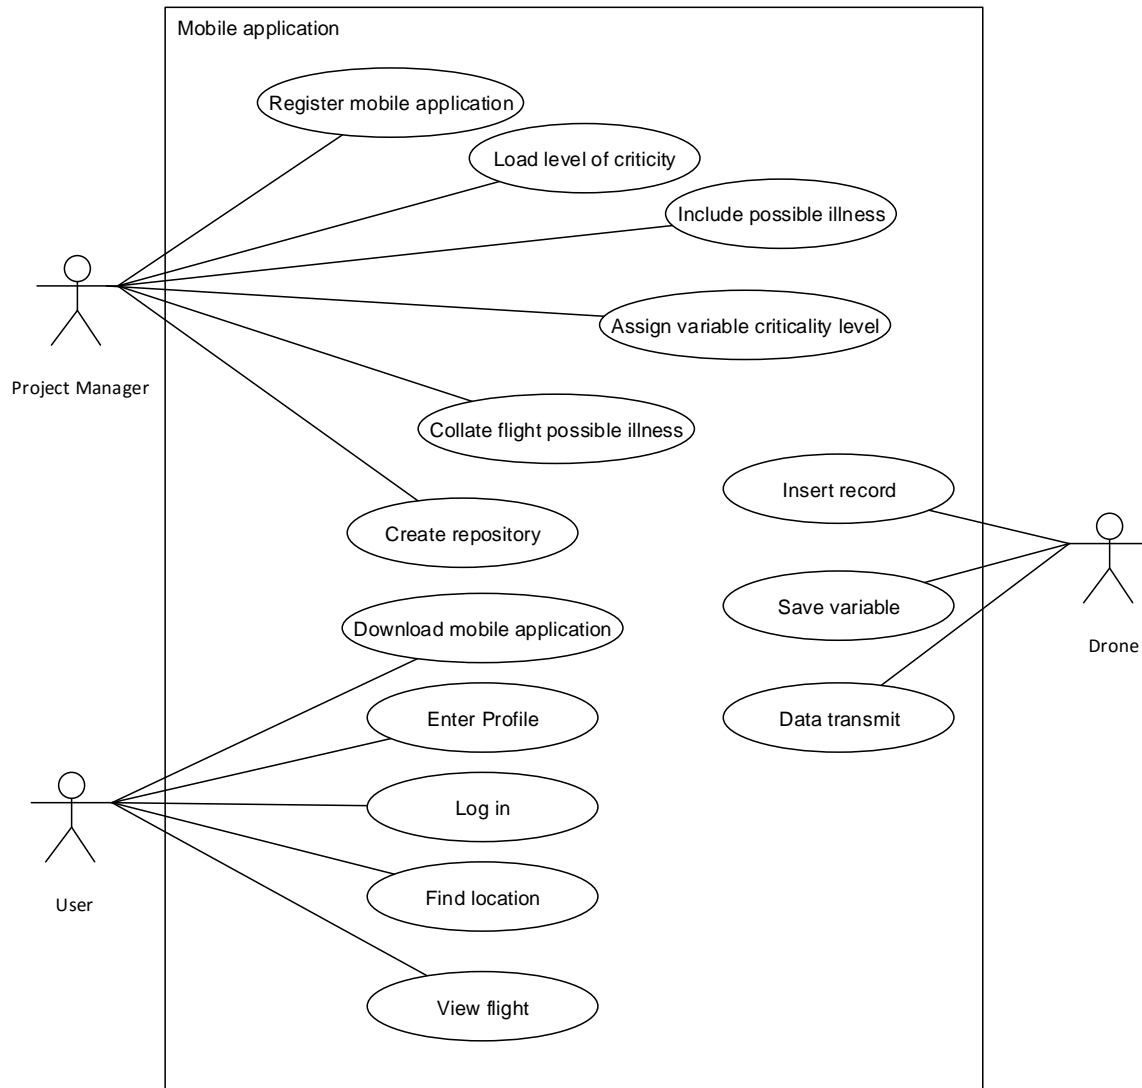 Mobile application
Register mobile application
Load level of criticity
Include possible illness
Assign variable criticality level
Project Manager
Collate flight possible illness
Insert record
Create repository
Save variable
Download mobile application
Drone
Enter Profile
Data transmit
Log in
Find location
User
View flight